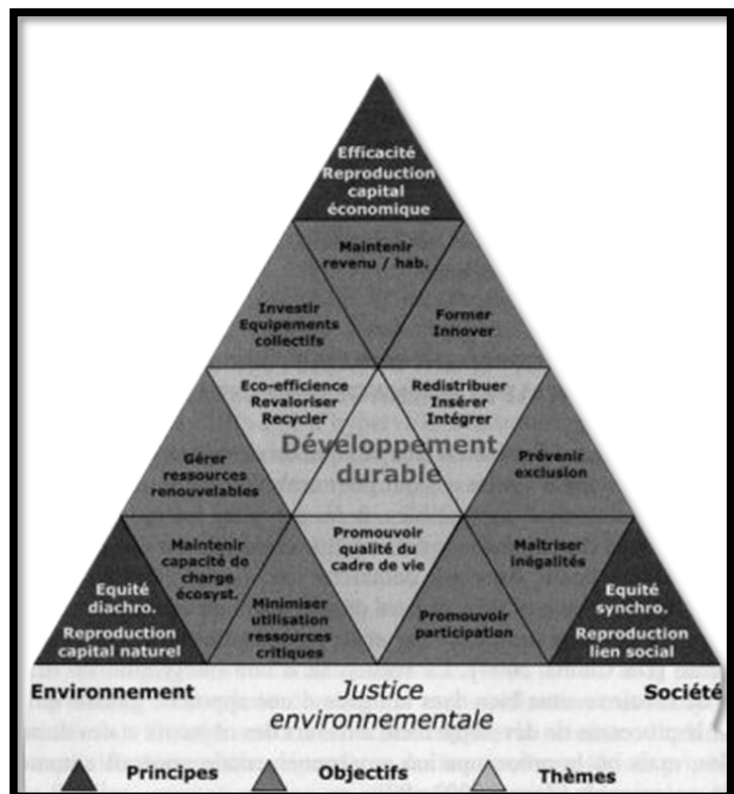 Efficacité
Reproduction
capital
économique
Maintenir
revenu / hab.
Investir
Equipements
collectifs
Former
Innover
Eco-efficience
Revaloriser
Recycler
Redistribuer
Insérer
Intégrer
Développement
durable
Gérer
ressources
renouvelables
Prévenir
exclusion
Equité
diachro.
Reproduction
capital naturel
Maintenir
capacité de
charge
écosyst.
Minimiser
utilisation
ressources
critiques
Promouvoir
qualité du
cadre de vie
Promouvoir
participation
Maîtriser
inégalités
Equité
synchro.
Reproduction
lien social
Environnement
Justice
environnementale
Société
Principes
Objectifs
Thèmes